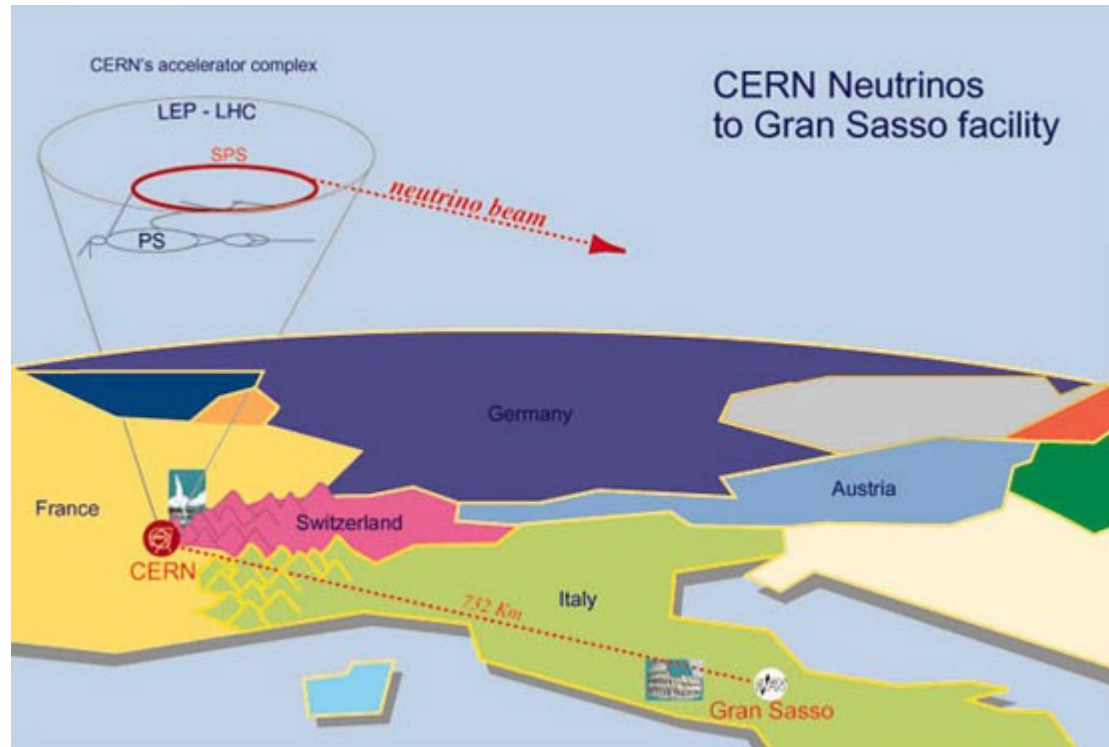 CERN's accelerator complex
LEP - LHC
SPS
PS
neutrino beam
CERN Neutrinos
to Gran Sasso facility
Germany
France
Switzerland
Austria
CERN
732 Km
Italy
Gran Sasso